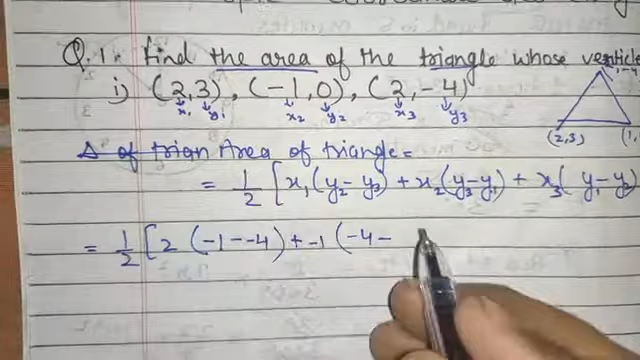 Q.1. Find the area of the triangle whose
i) (2,3), (-1,0), (2,-4)
x₁ y₁ x₂ y₂ x₃ y₃
(2,3) (1,
Δ of trian Area of triangle =
= 1/2 [x₁(y₂-y₃) + x₂(y₃-y₁) + x₃(y₁-y₂)
= 1/2 [2 (-1--4) + -1 (-4-